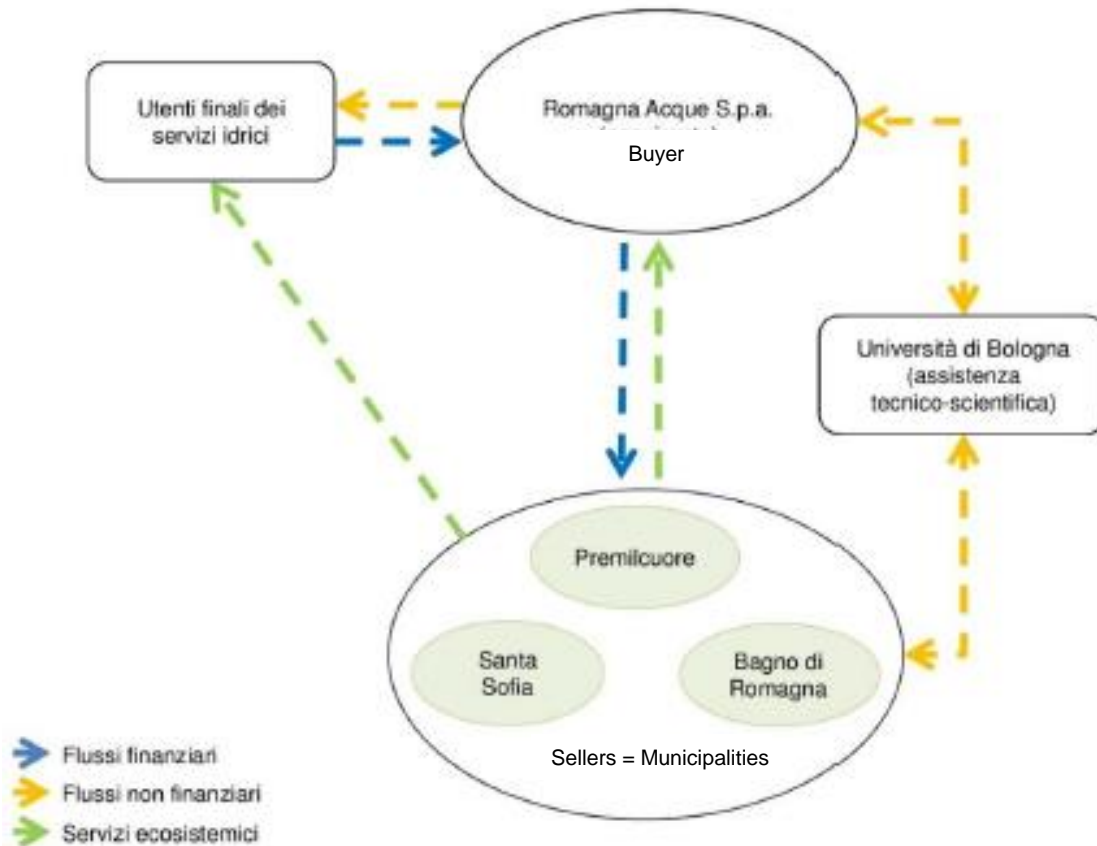 Utenti finali dei
servizi idrici
Romagna Acque S.p.a.
Buyer
Università di Bologna
(assistenza
tecnico-scientifica)
Premilcuore
Santa
Sofia
Bagno di
Romagna
Sellers = Municipalities
Flussi finanziari
Flussi non finanziari
Servizi ecosistemici